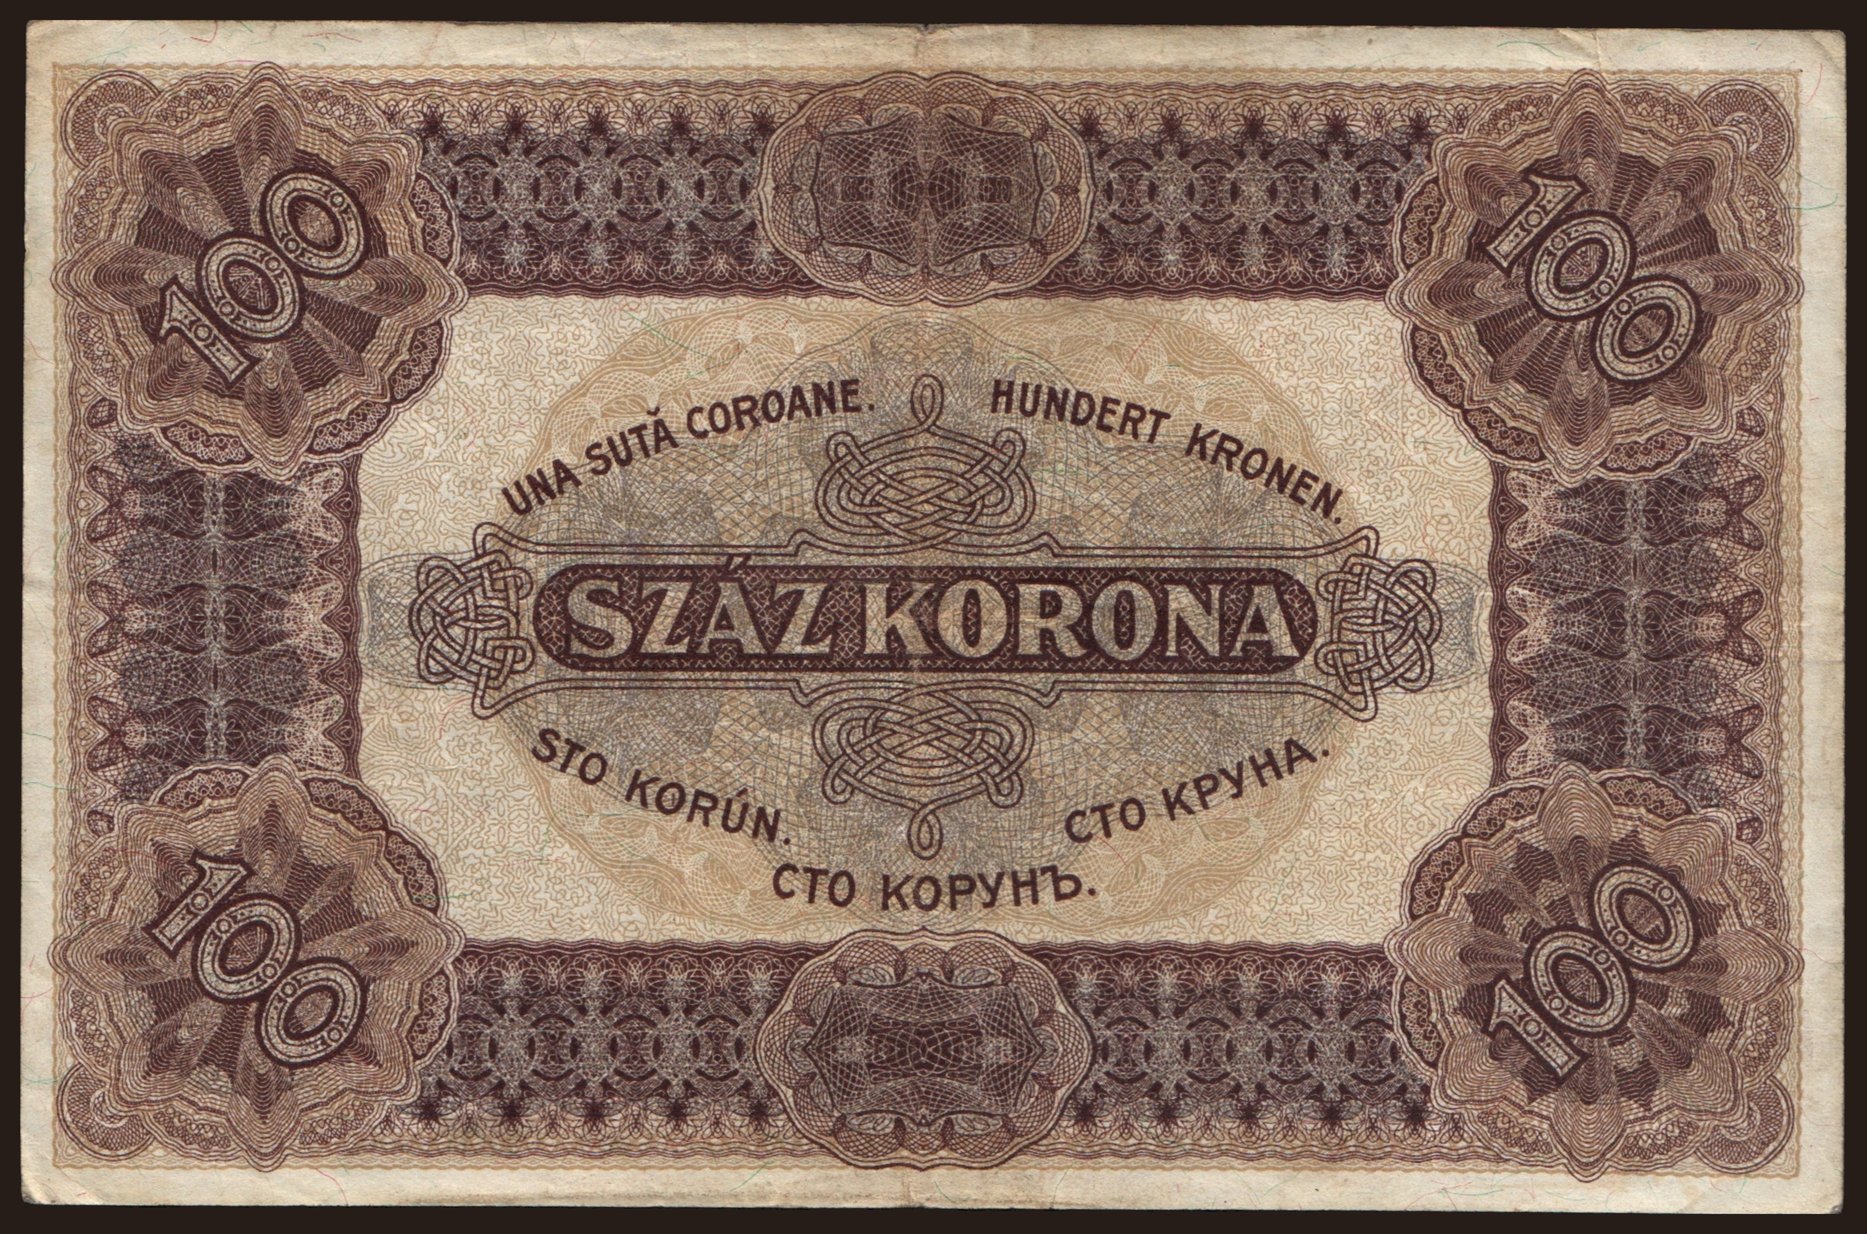 100
100
UNA SUTĂ COROANE.
HUNDERT KRONEN.
SZÁZ KORONA
STO KORÚN.
СТО КРУНА.
СТО КОРУНЪ.
100
100